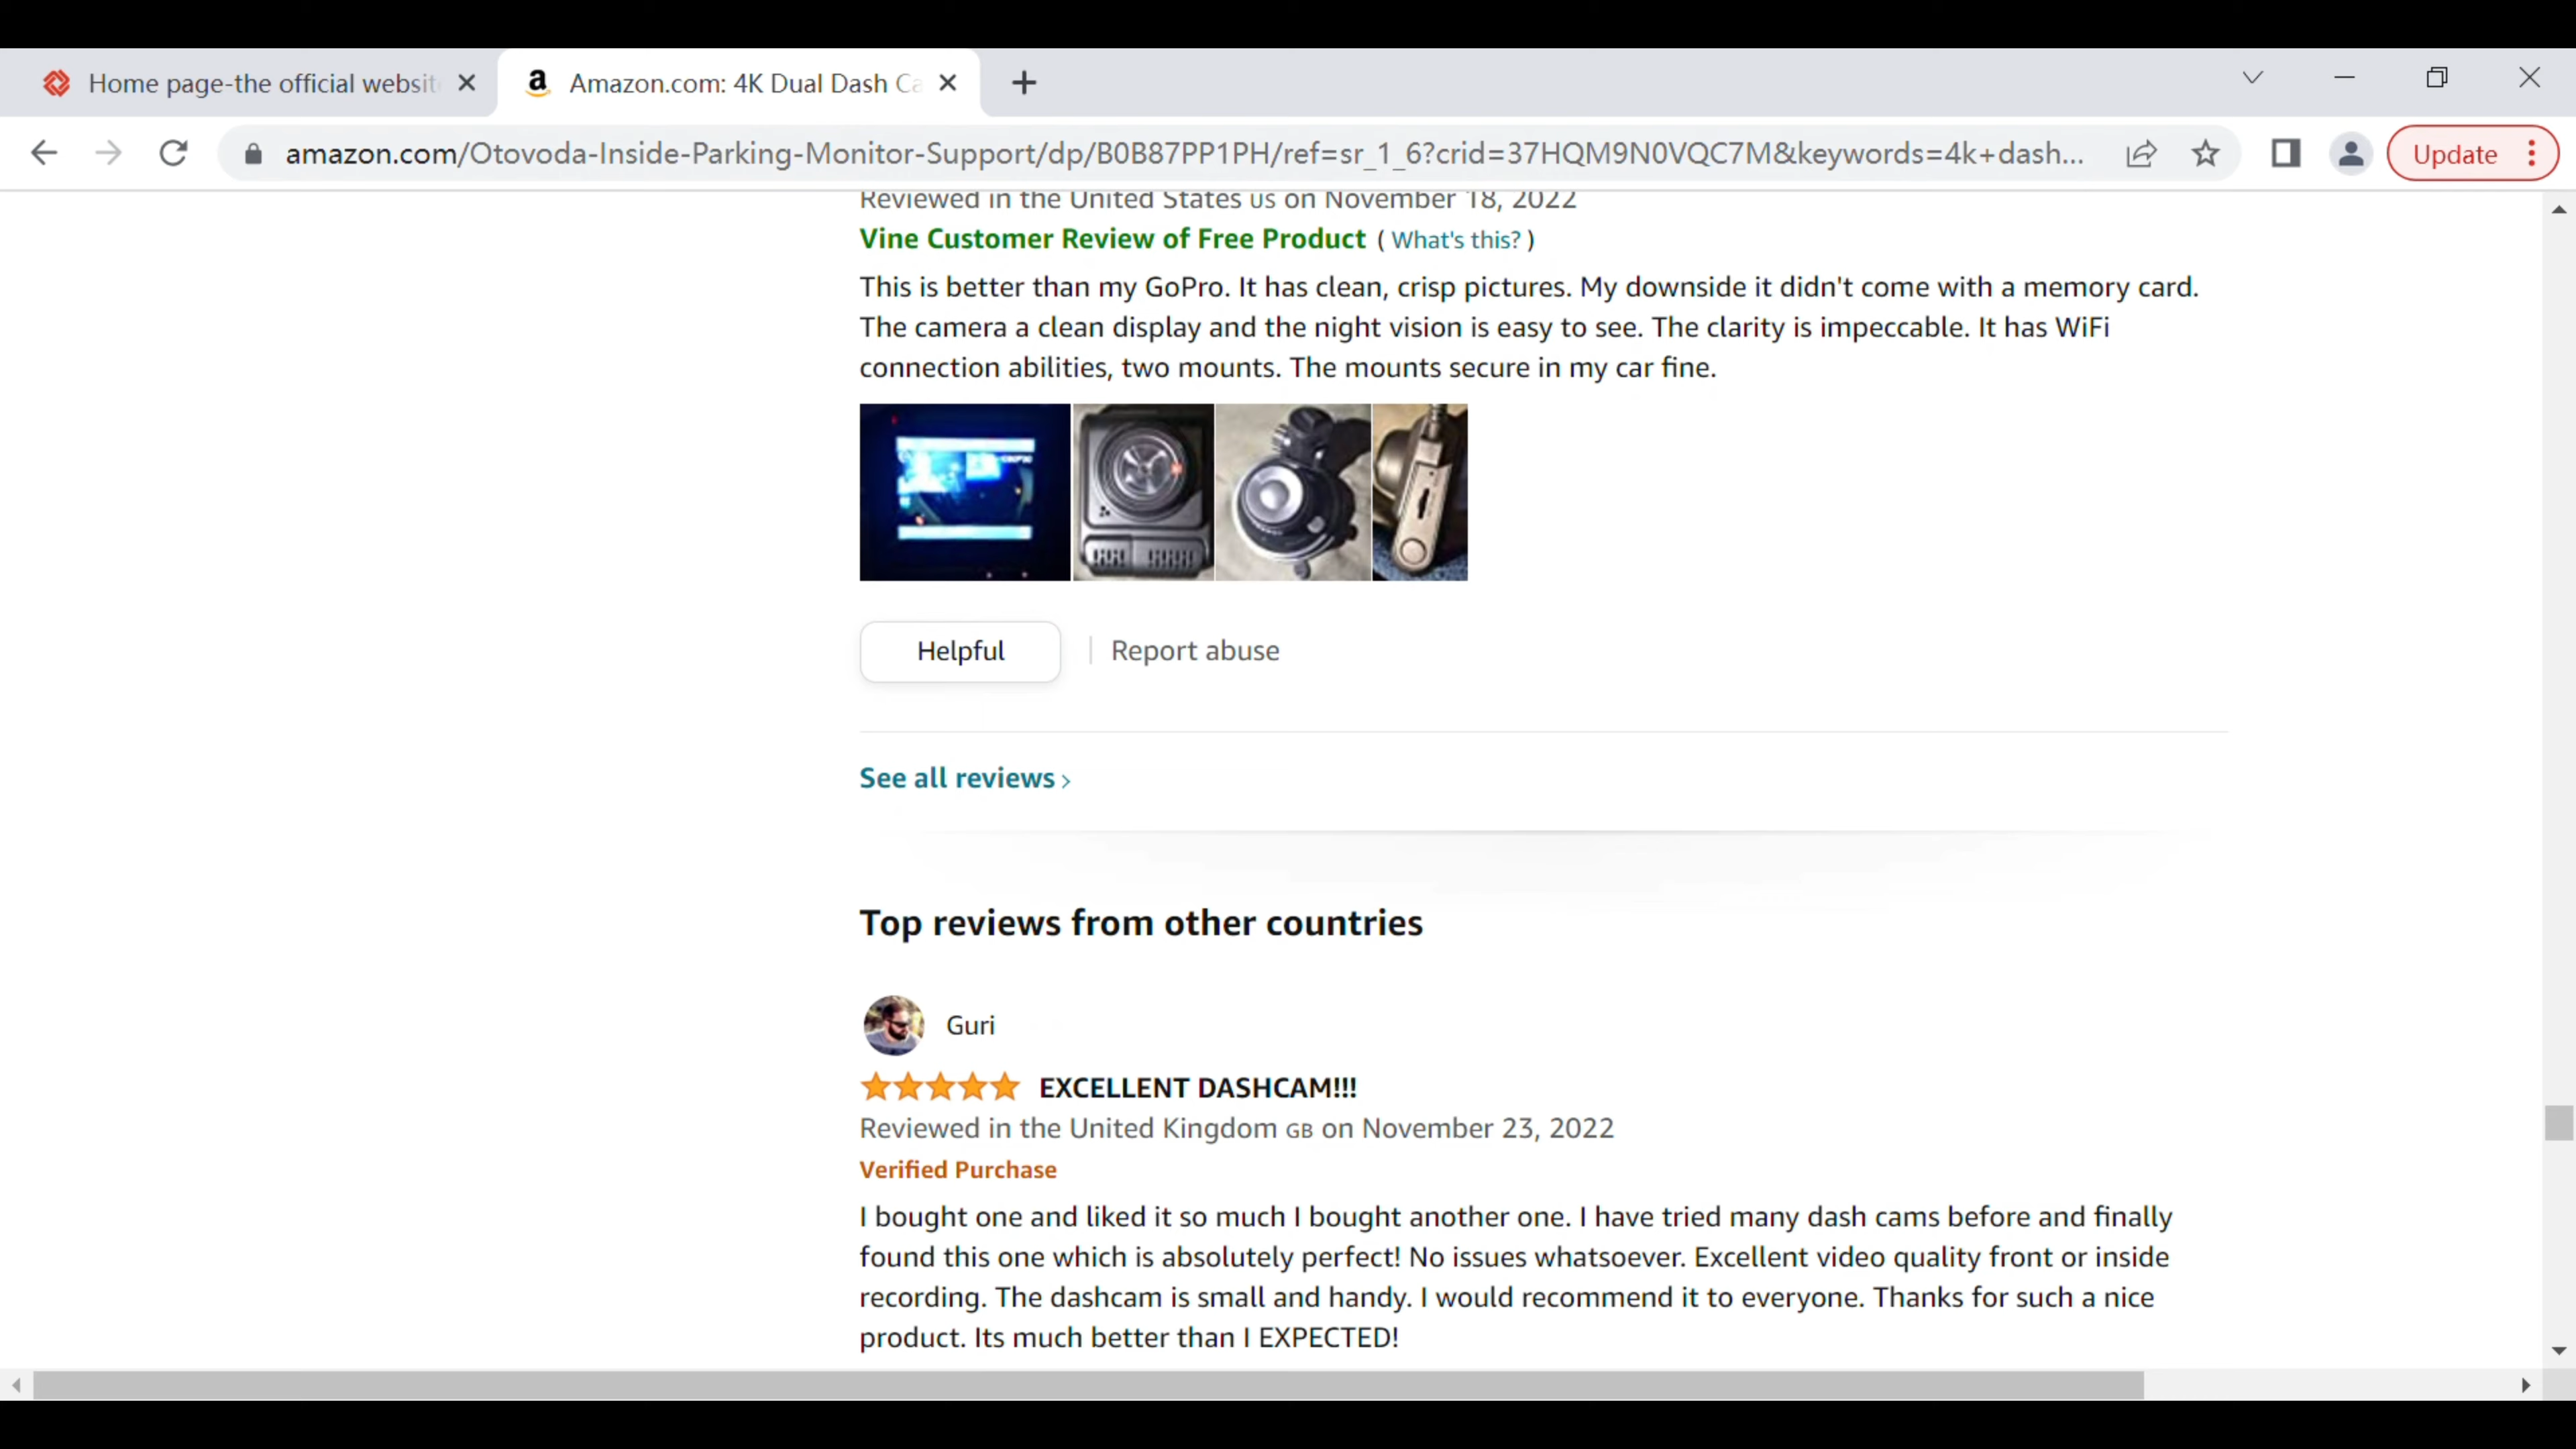 Home page-the official websit
Amazon.com: 4K Dual Dash Ca
amazon.com/Otovoda-Inside-Parking-Monitor-Support/dp/B0B87PP1PH/ref=sr_1_6?crid=37HQM9N0VQC7M&keywords=4k+dash...
Update
Reviewed in the United States US on November 18, 2022
Vine Customer Review of Free Product ( What's this? )
This is better than my GoPro. It has clean, crisp pictures. My downside it didn't come with a memory card.
The camera a clean display and the night vision is easy to see. The clarity is impeccable. It has WiFi
connection abilities, two mounts. The mounts secure in my car fine.
Helpful
Report abuse
See all reviews ›
Top reviews from other countries
Guri
EXCELLENT DASHCAM!!!
Reviewed in the United Kingdom GB on November 23, 2022
Verified Purchase
I bought one and liked it so much I bought another one. I have tried many dash cams before and finally
found this one which is absolutely perfect! No issues whatsoever. Excellent video quality front or inside
recording. The dashcam is small and handy. I would recommend it to everyone. Thanks for such a nice
product. Its much better than I EXPECTED!